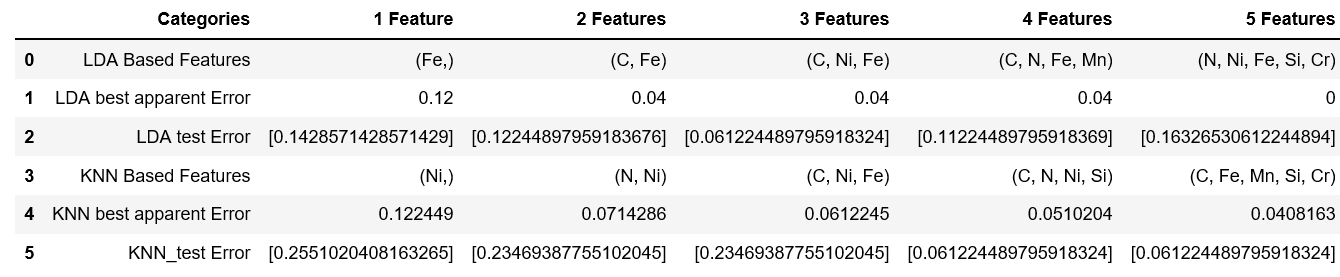 Categories 1 Feature 2 Features 3 Features 4 Features 5 Features
0 LDA Based Features (Fe,) (C, Fe) (C, Ni, Fe) (C, N, Fe, Mn) (N, Ni, Fe, Si, Cr)
1 LDA best apparent Error 0.12 0.04 0.04 0.04 0
2 LDA test Error [0.1428571428571429] [0.12244897959183676] [0.061224489795918324] [0.11224489795918369] [0.16326530612244894]
3 KNN Based Features (Ni,) (N, Ni) (C, Ni, Fe) (C, N, Ni, Si) (C, Fe, Mn, Si, Cr)
4 KNN best apparent Error 0.122449 0.0714286 0.0612245 0.0510204 0.0408163
5 KNN_test Error [0.2551020408163265] [0.23469387755102045] [0.23469387755102045] [0.061224489795918324] [0.061224489795918324]